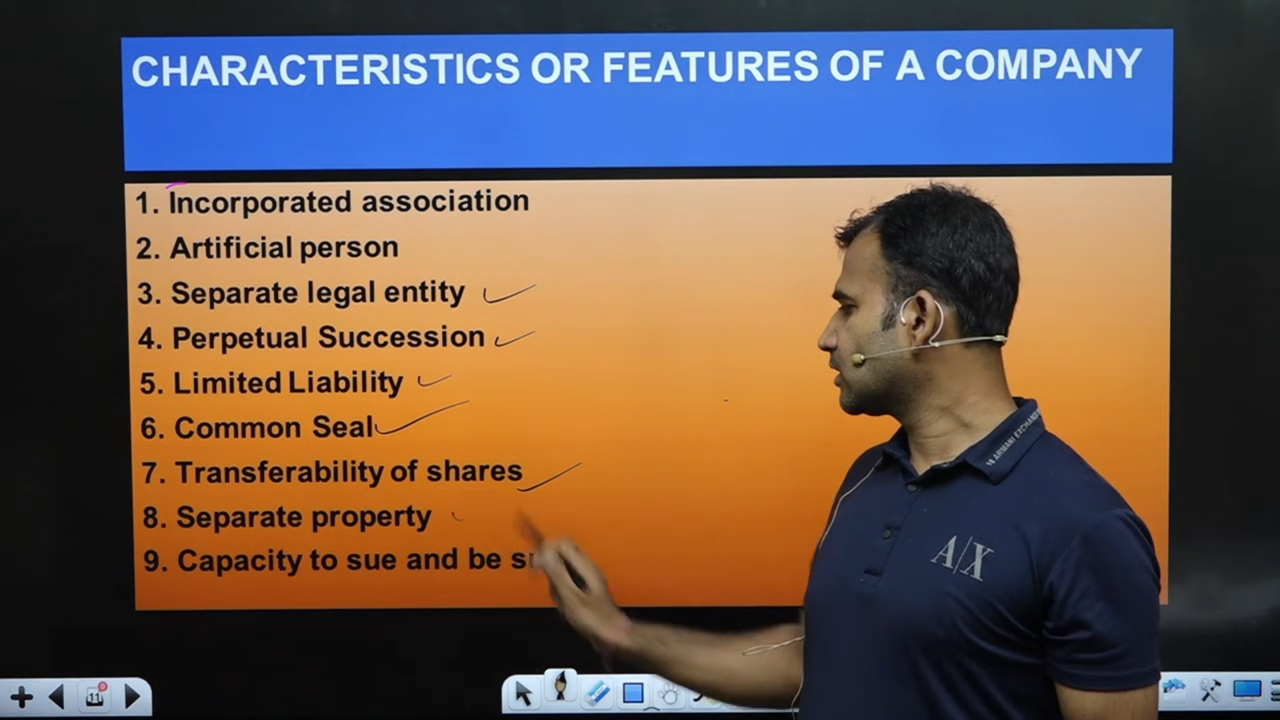 CHARACTERISTICS OR FEATURES OF A COMPANY
1. Incorporated association
2. Artificial person
3. Separate legal entity
4. Perpetual Succession
5. Limited Liability
6. Common Seal
7. Transferability of shares
8. Separate property
9. Capacity to sue and be
A|X
11